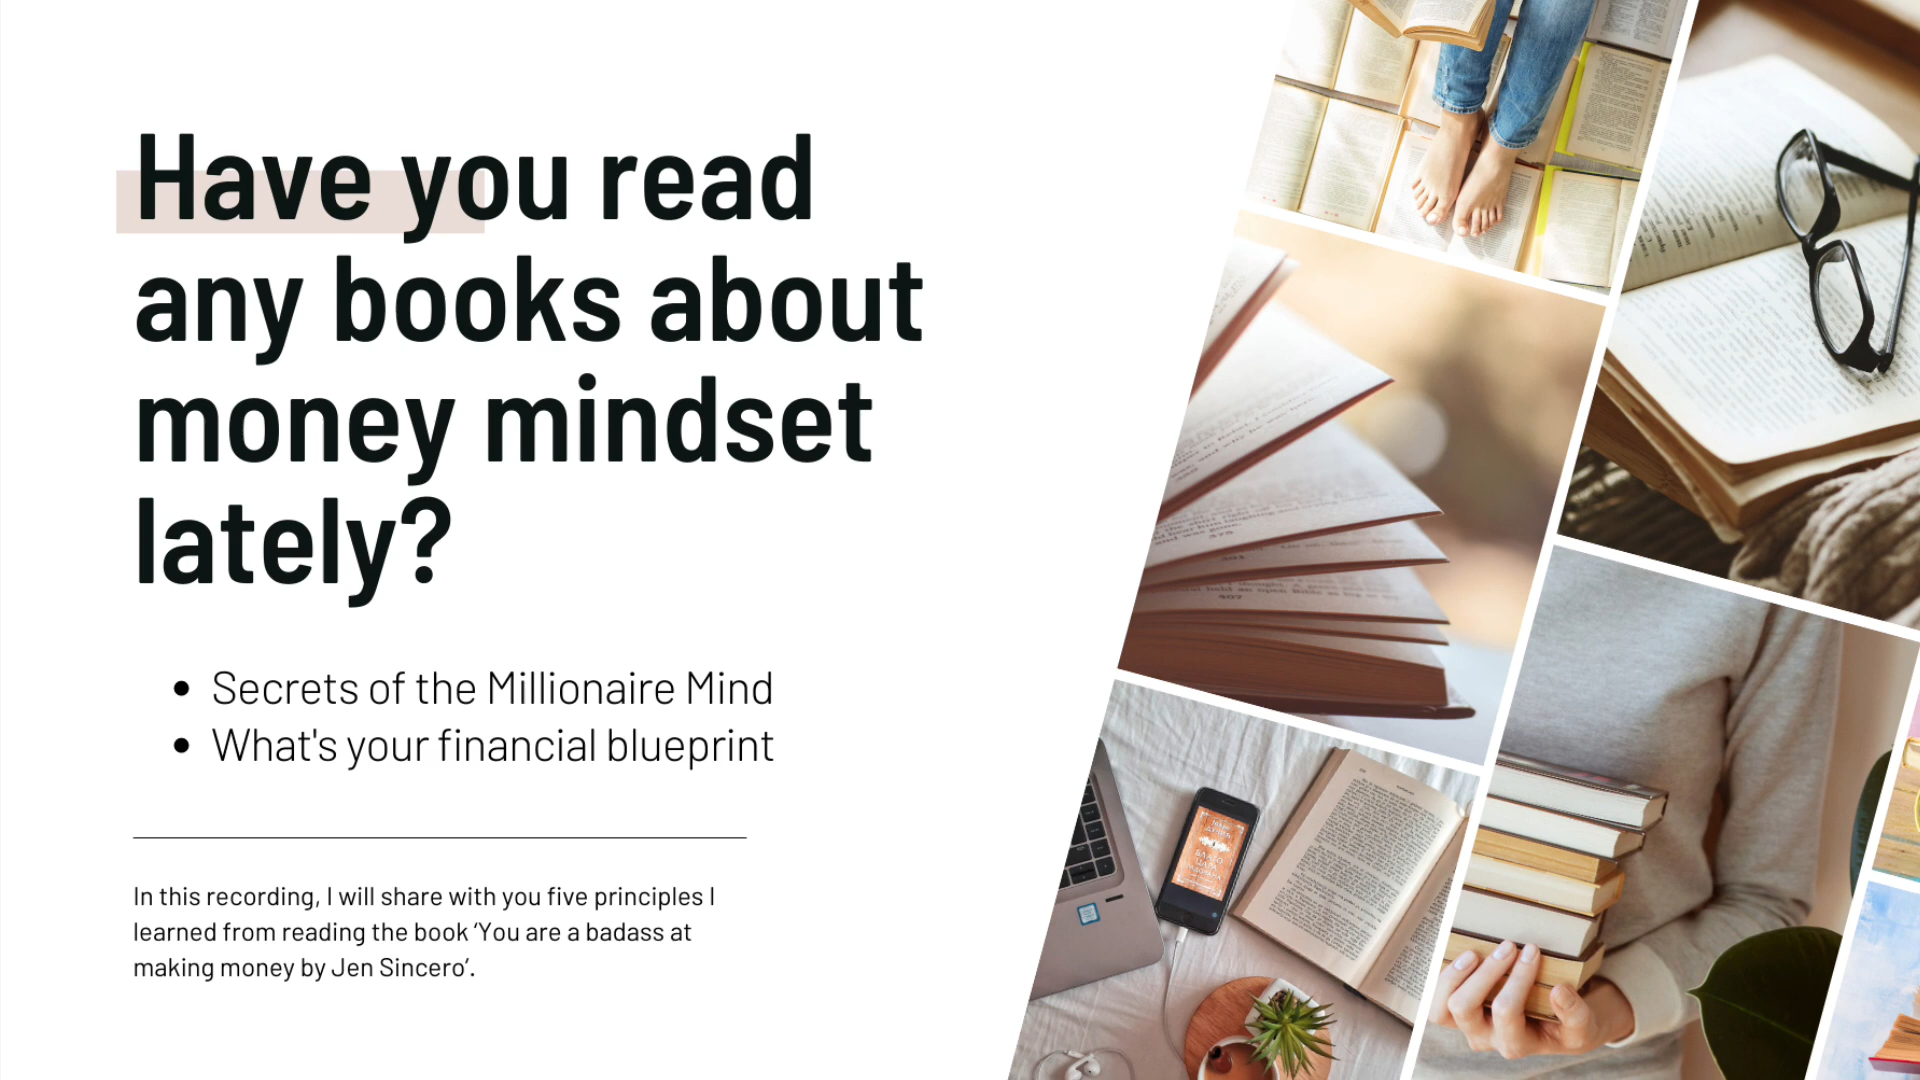 Have you read
any books about
money mindset
lately?
• Secrets of the Millionaire Mind
• What's your financial blueprint
In this recording, I will share with you five principles I
learned from reading the book ‘You are a badass at
making money by Jen Sincero’.